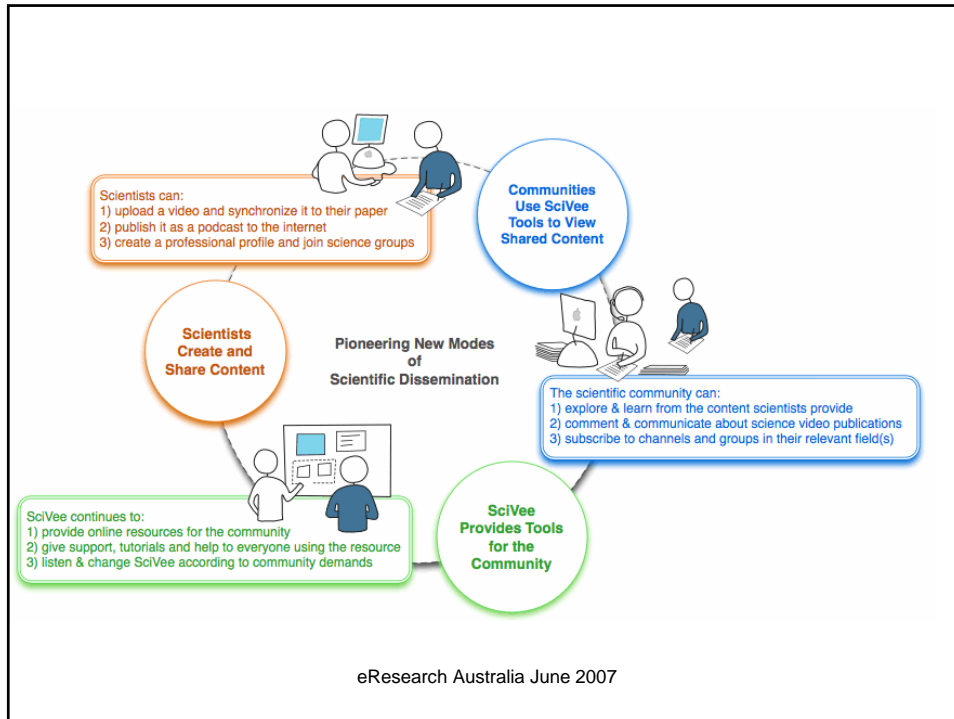 Scientists can:
1) upload a video and synchronize it to their paper
2) publish it as a podcast to the internet
3) create a professional profile and join science groups
Communities
Use SciVee
Tools to View
Shared Content
Scientists
Create and
Share Content
Pioneering New Modes
of
Scientific Dissemination
The scientific community can:
1) explore & learn from the content scientists provide
2) comment & communicate about science video publications
3) subscribe to channels and groups in their relevant field(s)
SciVee continues to:
1) provide online resources for the community
2) give support, tutorials and help to everyone using the resource
3) listen & change SciVee according to community demands
SciVee
Provides Tools
for the
Community
eResearch Australia June 2007